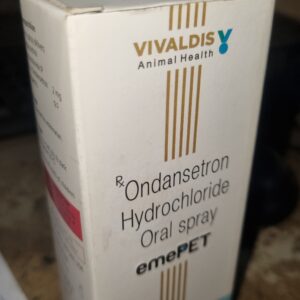 VIVALDIS
Animal Health
Rx Ondansetron
Hydrochloride
Oral spray
emePET